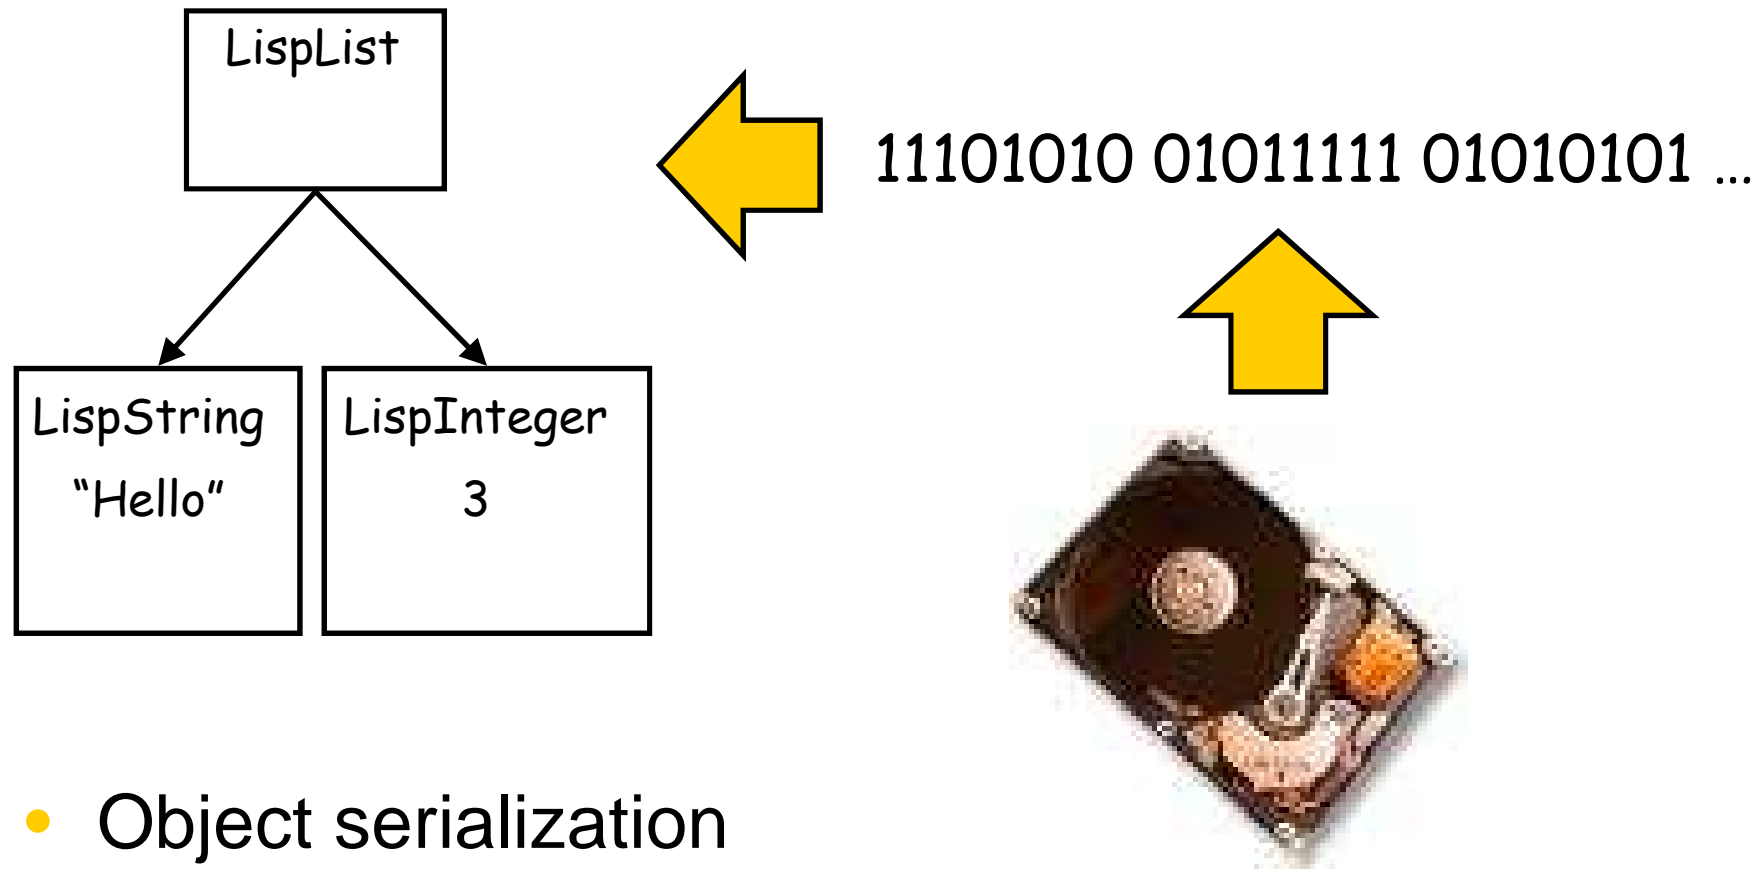 LispList
11101010 01011111 01010101 ...
LispString
“Hello”
LispInteger
3
• Object serialization